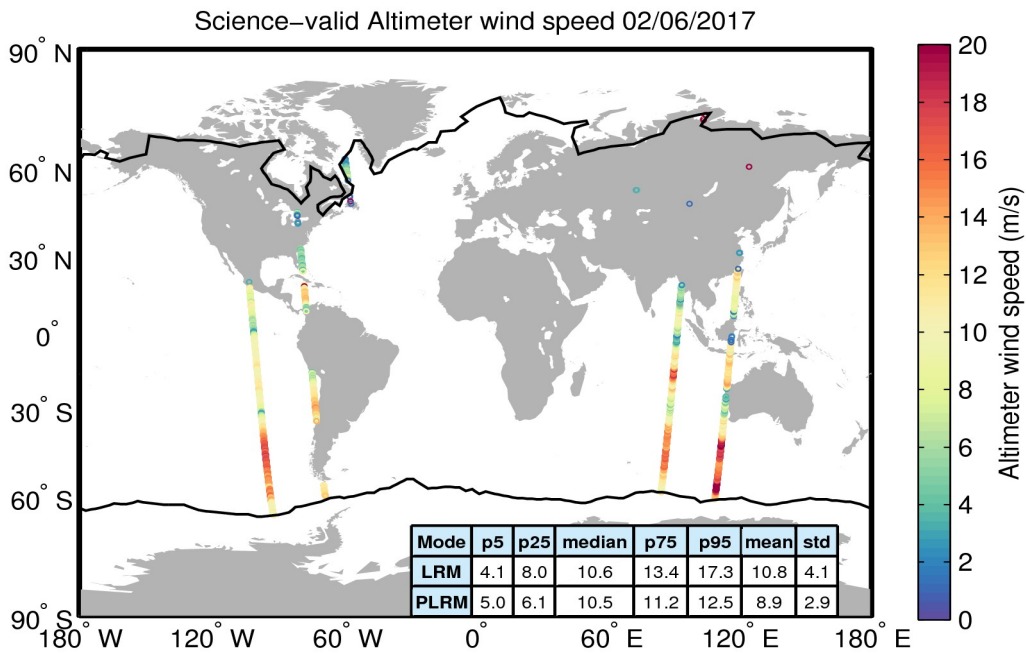 Science−valid Altimeter wind speed 02/06/2017
90° N
60° N
30° N
0°
30° S
60° S
90° S
180° W
120° W
60° W
0°
60° E
120° E
180° E
Mode p5 p25 median p75 p95 mean std
LRM 4.1 8.0 10.6 13.4 17.3 10.8 4.1
PLRM 5.0 6.1 10.5 11.2 12.5 8.9 2.9
20
18
16
14
12
10
8
6
4
2
0
Altimeter wind speed (m/s)